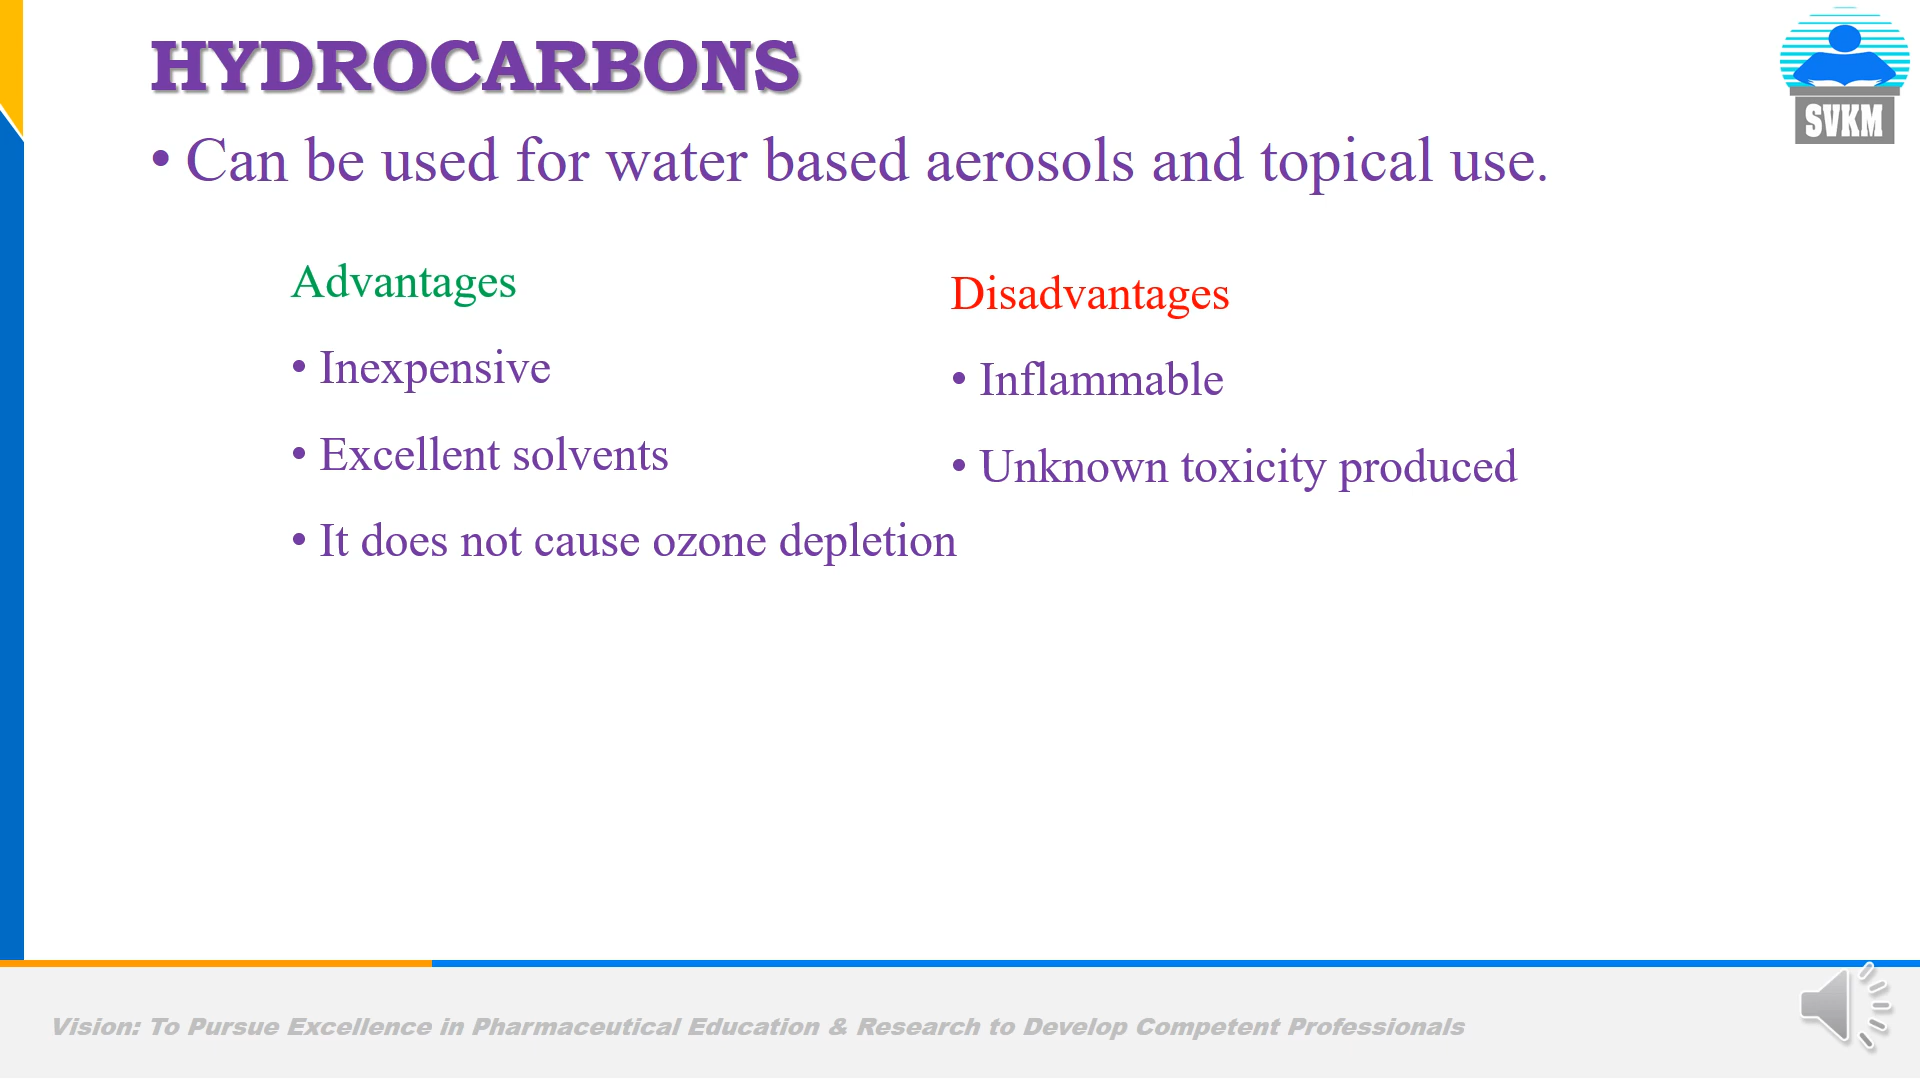 HYDROCARBONS
SVKM
• Can be used for water based aerosols and topical use.
Advantages
• Inexpensive
• Excellent solvents
• It does not cause ozone depletion
Disadvantages
• Inflammable
• Unknown toxicity produced
Vision: To Pursue Excellence in Pharmaceutical Education & Research to Develop Competent Professionals